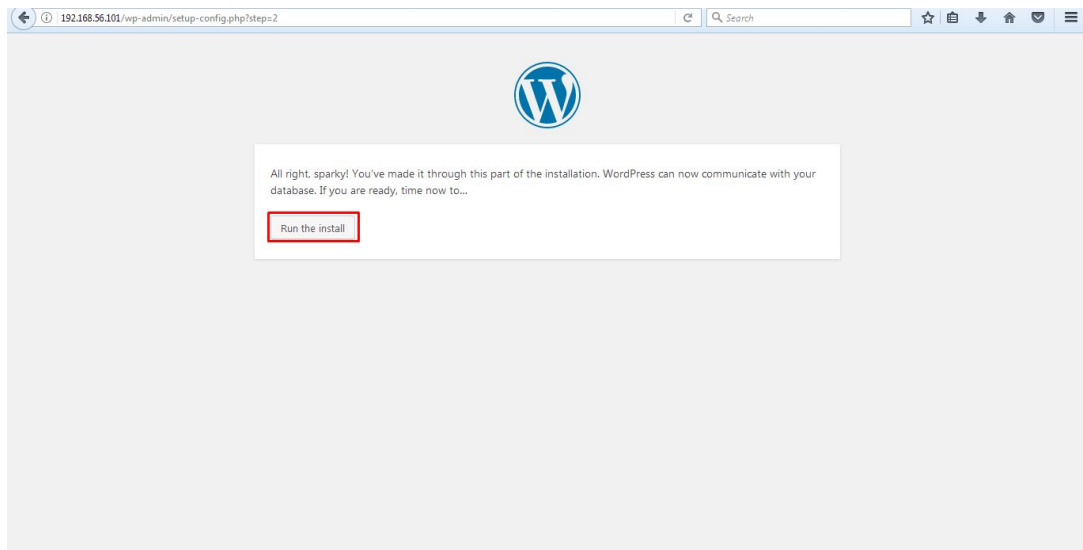 192.168.56.101/wp-admin/setup-config.php?step=2
Search
All right, sparky! You've made it through this part of the installation. WordPress can now communicate with your
database. If you are ready, time now to...
Run the install